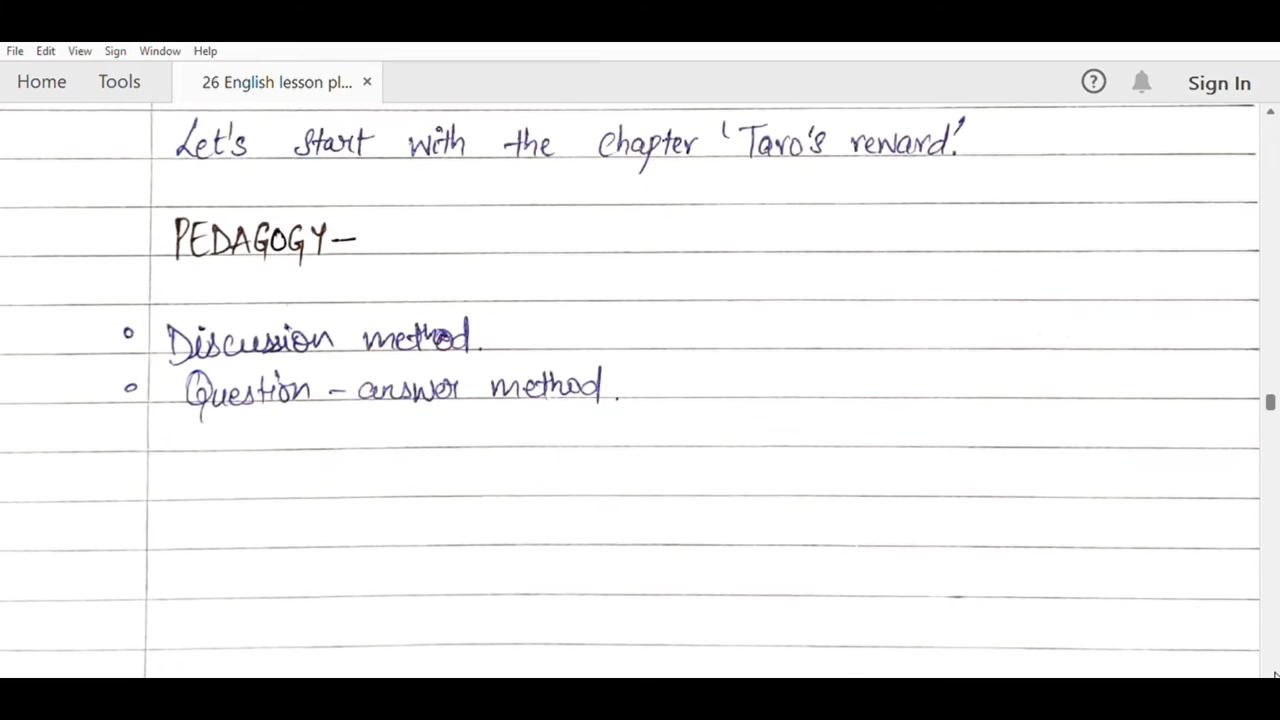 File Edit View Sign Window Help
Home Tools 26 English lesson pl... × ? Sign In
Let's start with the chapter 'Taro's reward.'
PEDAGOGY-
Discussion method.
Question - answer method.